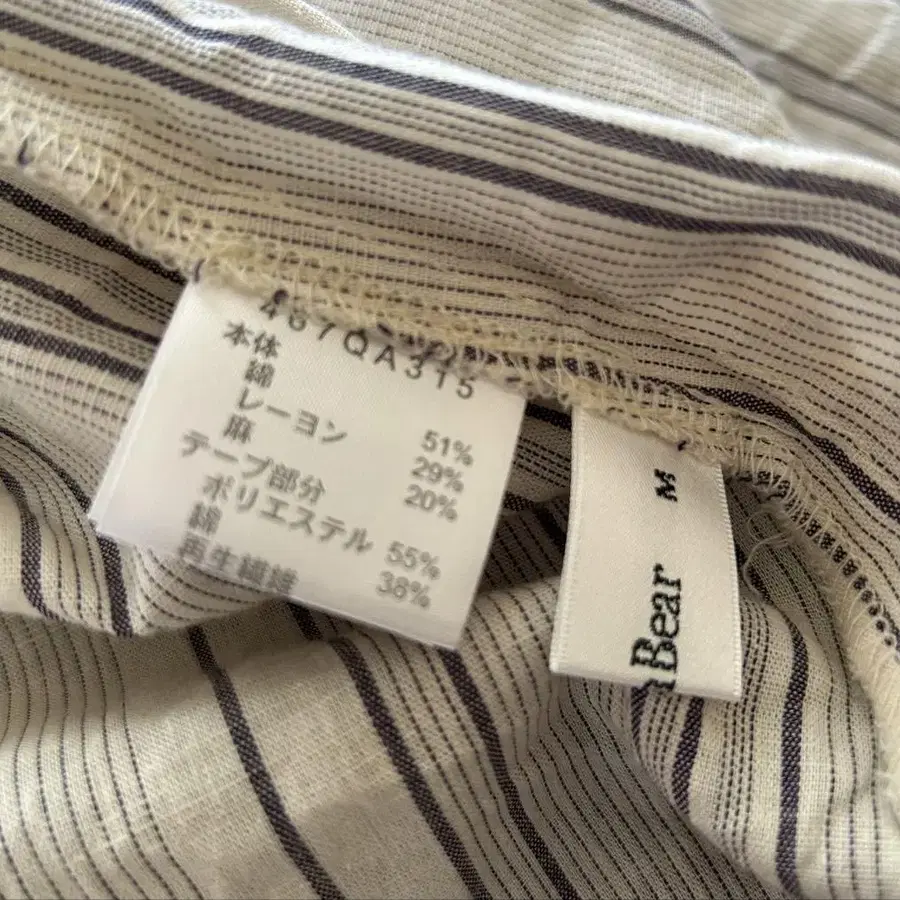 467QA315
本体
綿 51%
レーヨン 29%
麻 20%
テープ部分
ポリエステル 55%
綿 38%
再生繊維
M
Bear